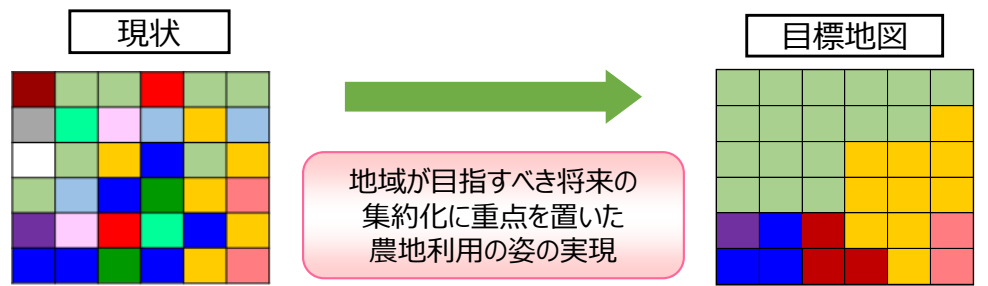 現状
目標地図
地域が目指すべき将来の
集約化に重点を置いた
農地利用の姿の実現